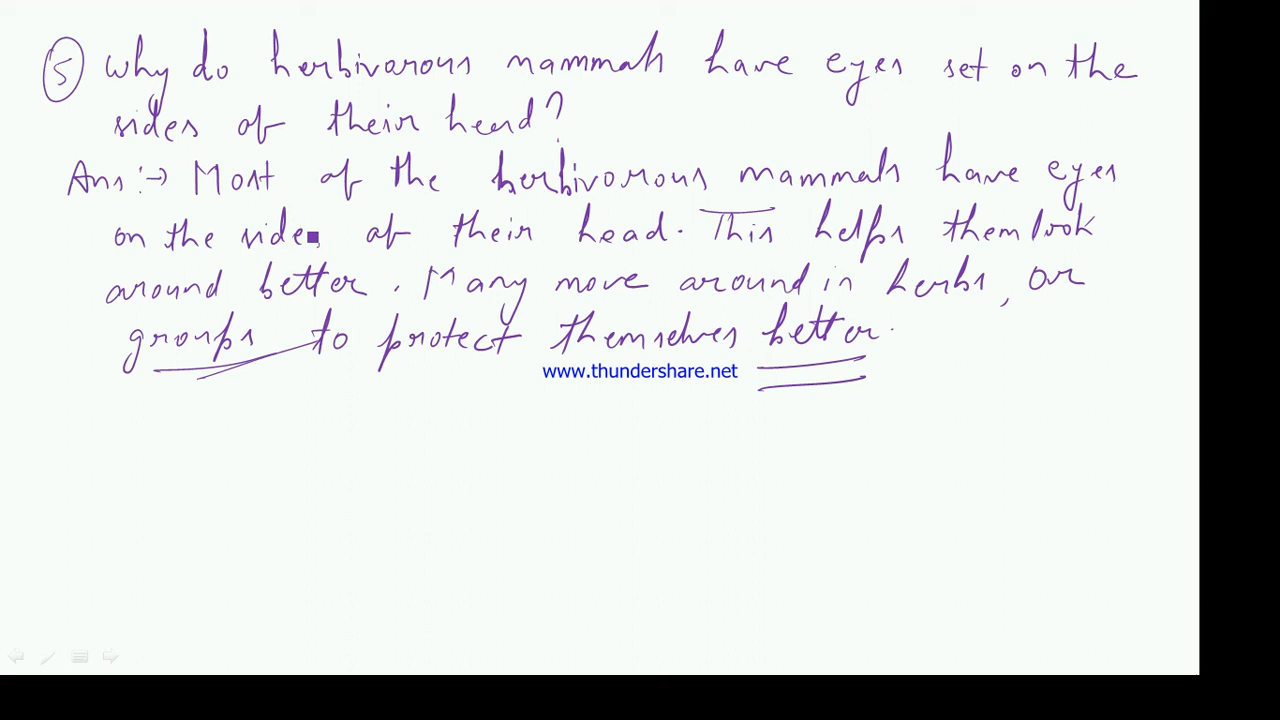 5 Why do herbivorous mammals have eyes set on the
sides of their head?
Ans :→ Most of the herbivorous mammals have eyes
on the side, of their head. This helps them look
around better. Many move around in herbs, or
groups to protect themselves better.
www.thundershare.net